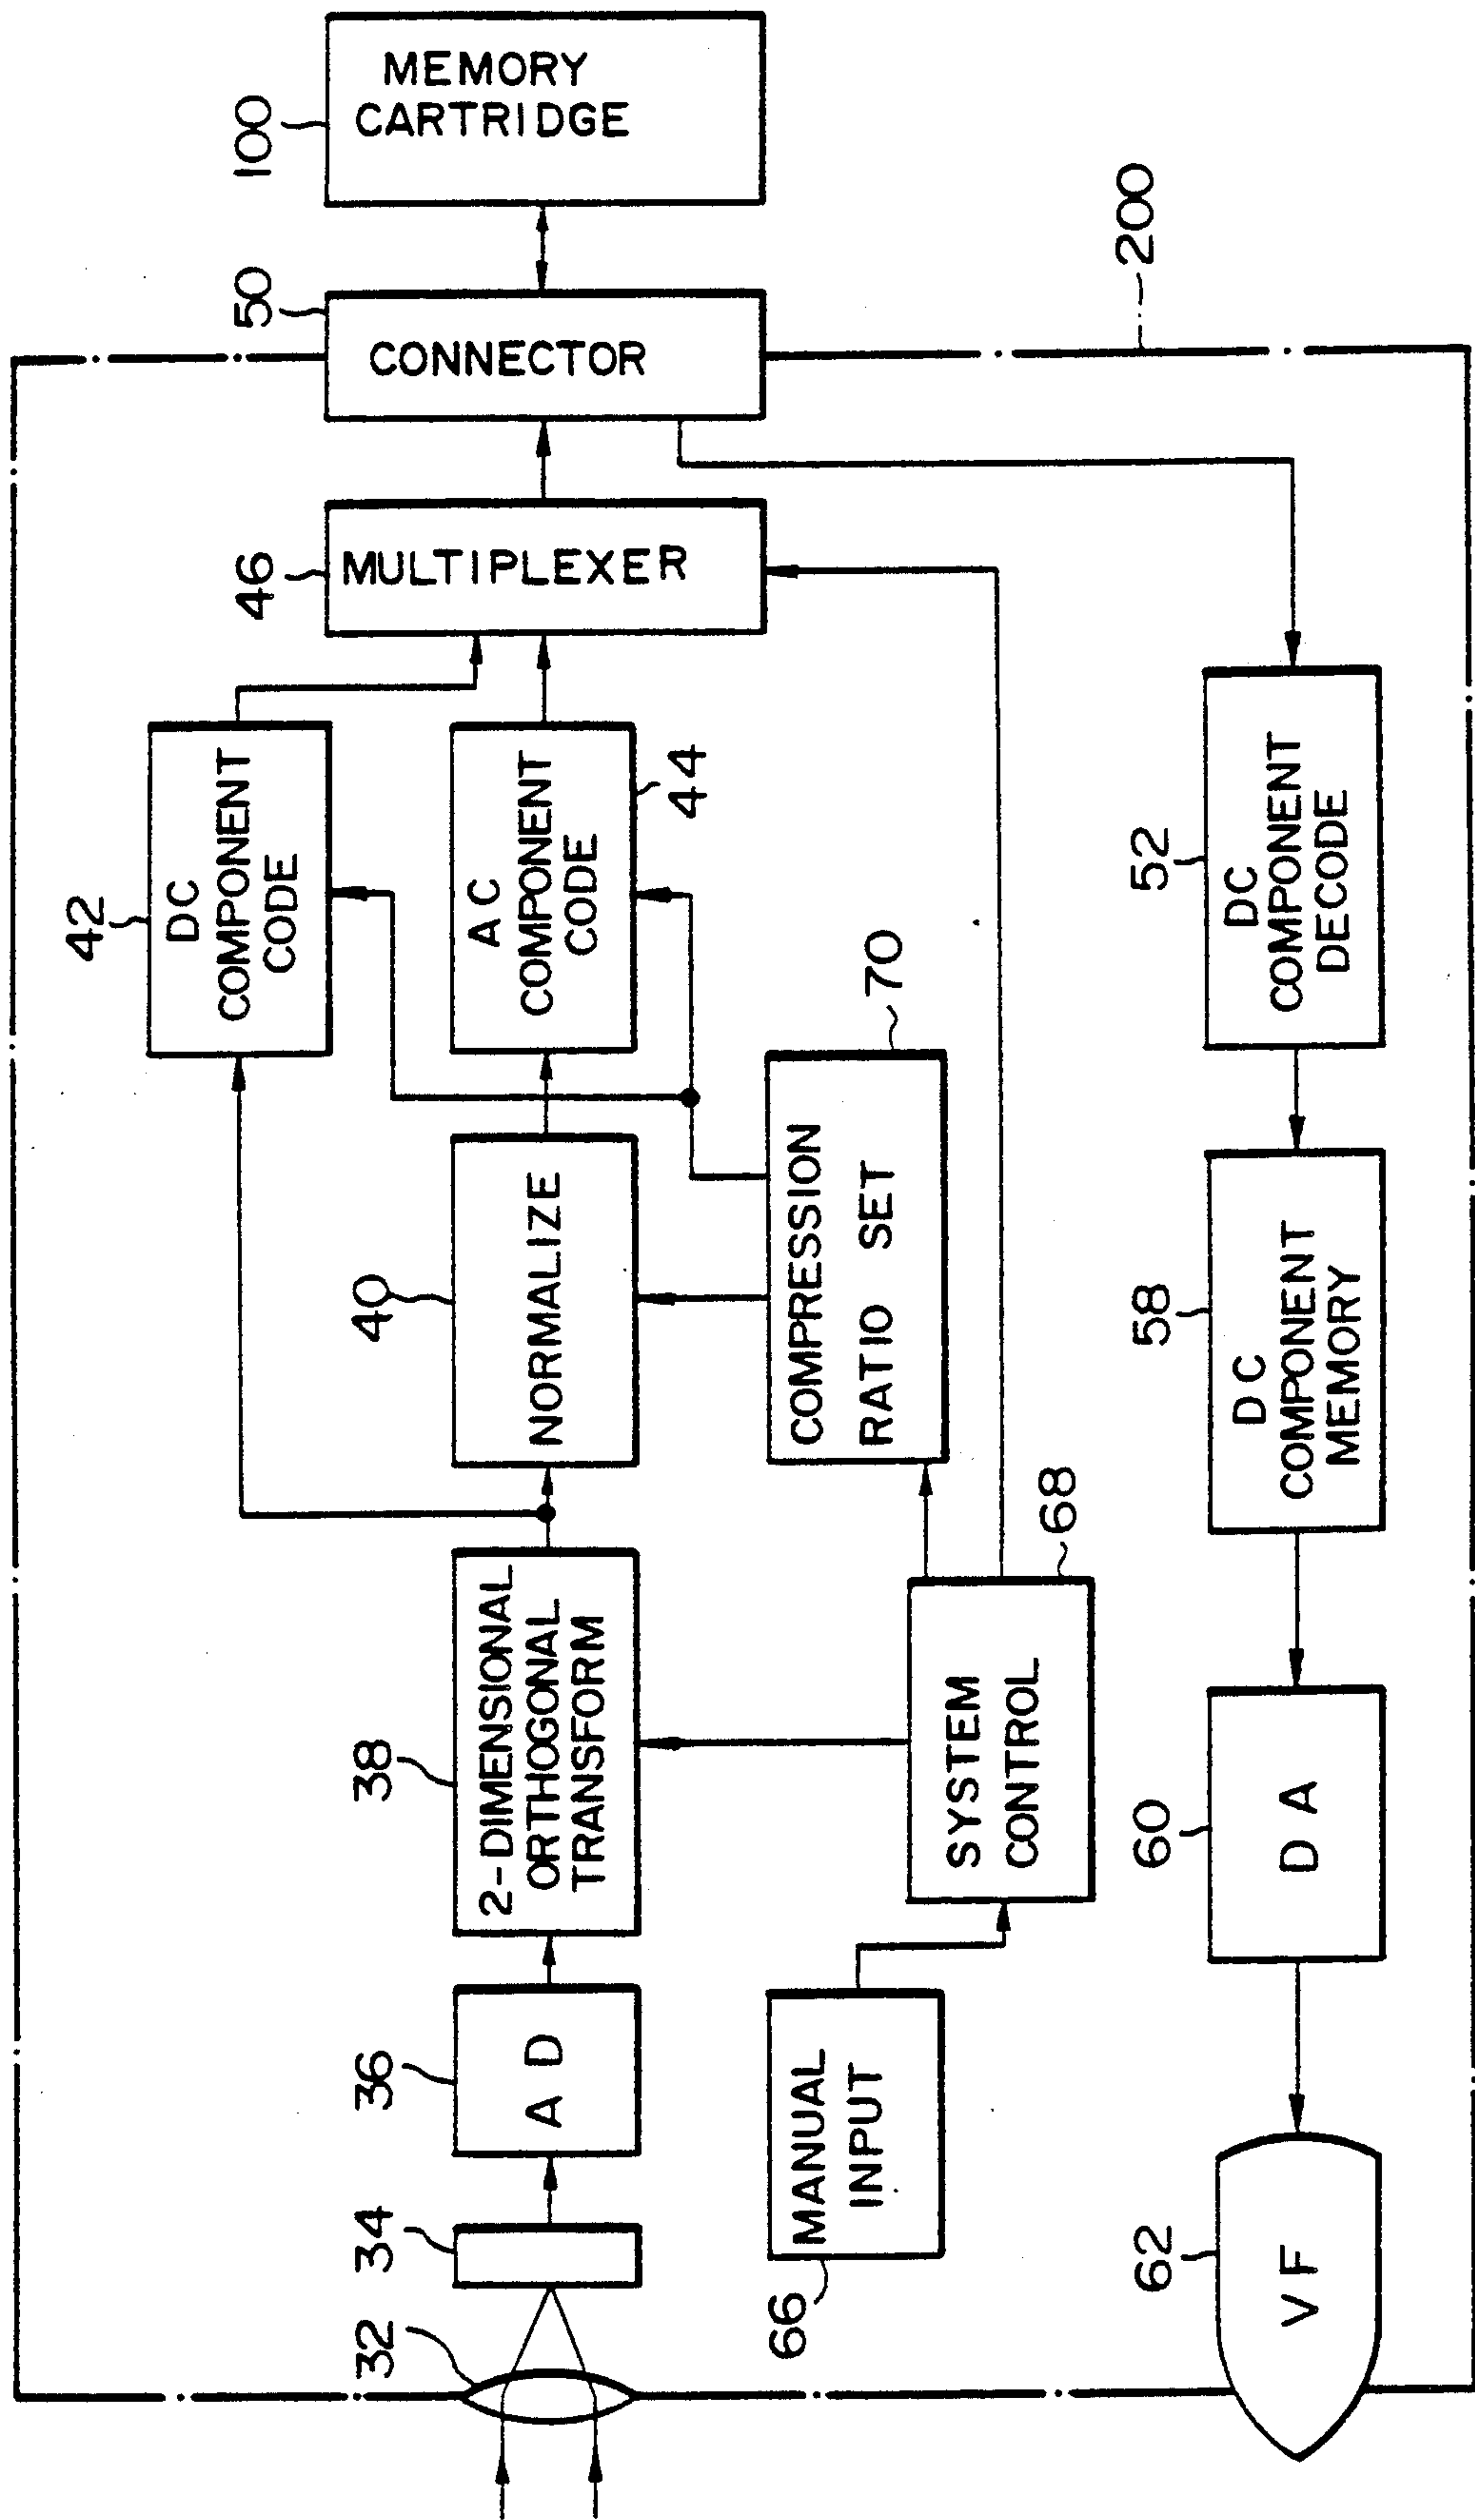 100
MEMORY
CARTRIDGE
50
CONNECTOR
200
46
MULTIPLEXER
42
DC
COMPONENT
CODE
AC
COMPONENT
CODE
44
40
NORMALIZE
COMPRESSION
RATIO SET
70
38
2-DIMENSIONAL
ORTHOGONAL
TRANSFORM
SYSTEM
CONTROL
68
36
A D
34
32
MANUAL
INPUT
66
52
DC
COMPONENT
DECODE
58
DC
COMPONENT
MEMORY
60
D A
62
VF